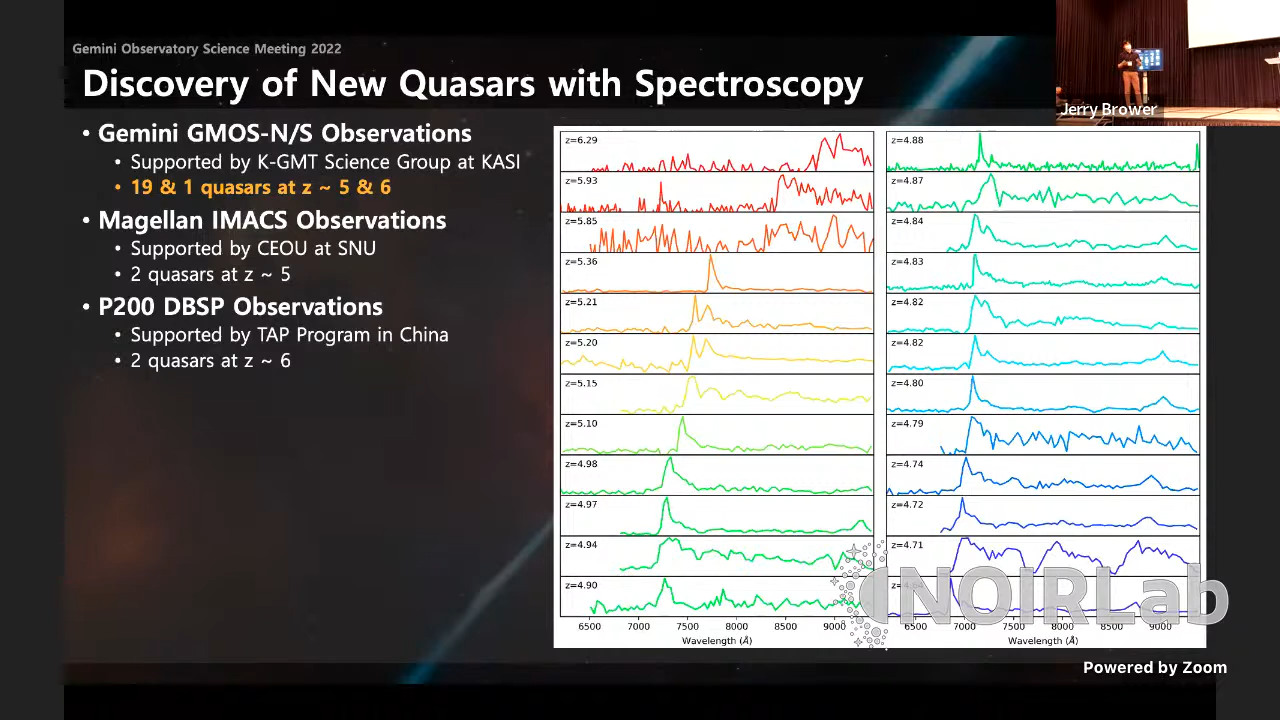 Gemini Observatory Science Meeting 2022
Discovery of New Quasars with Spectroscopy
Jerry Brower
• Gemini GMOS-N/S Observations
• Supported by K-GMT Science Group at KASI
• 19 & 1 quasars at z ~ 5 & 6
• Magellan IMACS Observations
• Supported by CEOU at SNU
• 2 quasars at z ~ 5
• P200 DBSP Observations
• Supported by TAP Program in China
• 2 quasars at z ~ 6
z=6.29
z=5.93
z=5.85
z=5.36
z=5.21
z=5.20
z=5.15
z=5.10
z=4.98
z=4.97
z=4.94
z=4.90
6500 7000 7500 8000 8500 9000
Wavelength (Å)
z=4.88
z=4.87
z=4.84
z=4.83
z=4.82
z=4.82
z=4.80
z=4.79
z=4.74
z=4.72
z=4.71
6500 7000 7500 8000 8500 9000
Wavelength (Å)
NOIRLab
Powered by Zoom